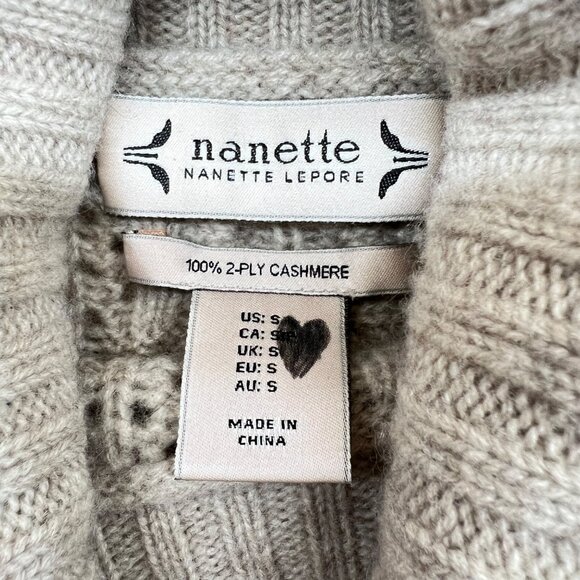 nanette
NANETTE LEPORE
100% 2-PLY CASHMERE
US: S
CA: S
UK: S
EU: S
AU: S
MADE IN
CHINA